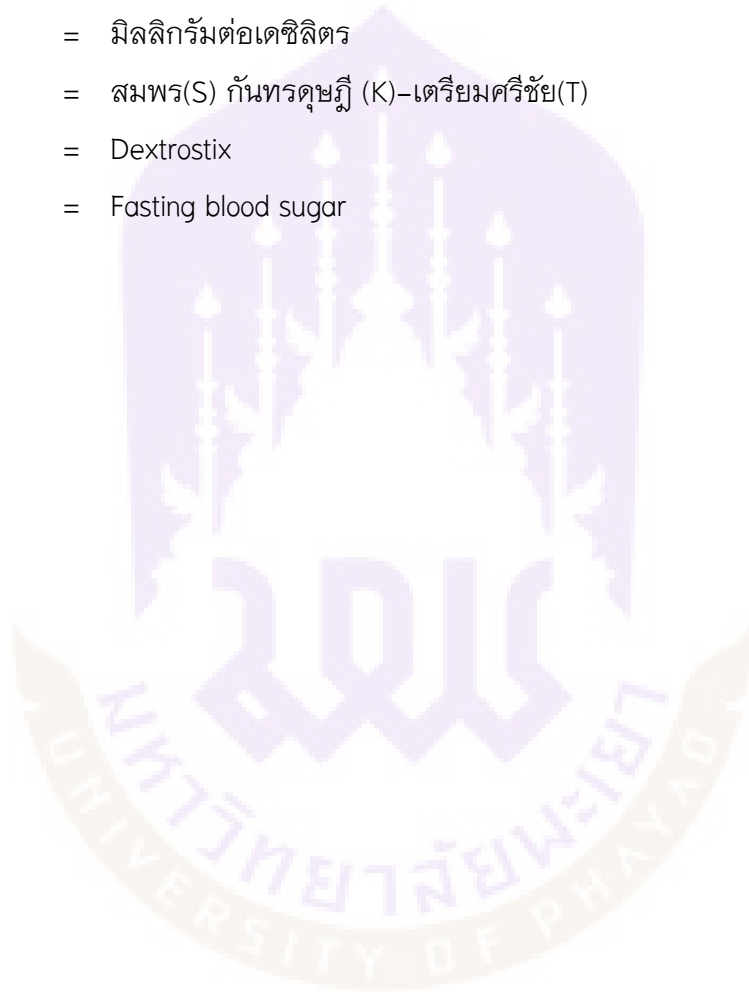 = มิลลิกรัมต่อเดซิลิตร
= สมพร(S) กันทรดุษฎี (K)–เตรียมศรีชัย(T)
= Dextrostix
= Fasting blood sugar
มพ
มหาวิทยาลัยพะเยา
UNIVERSITY OF PHAYAO